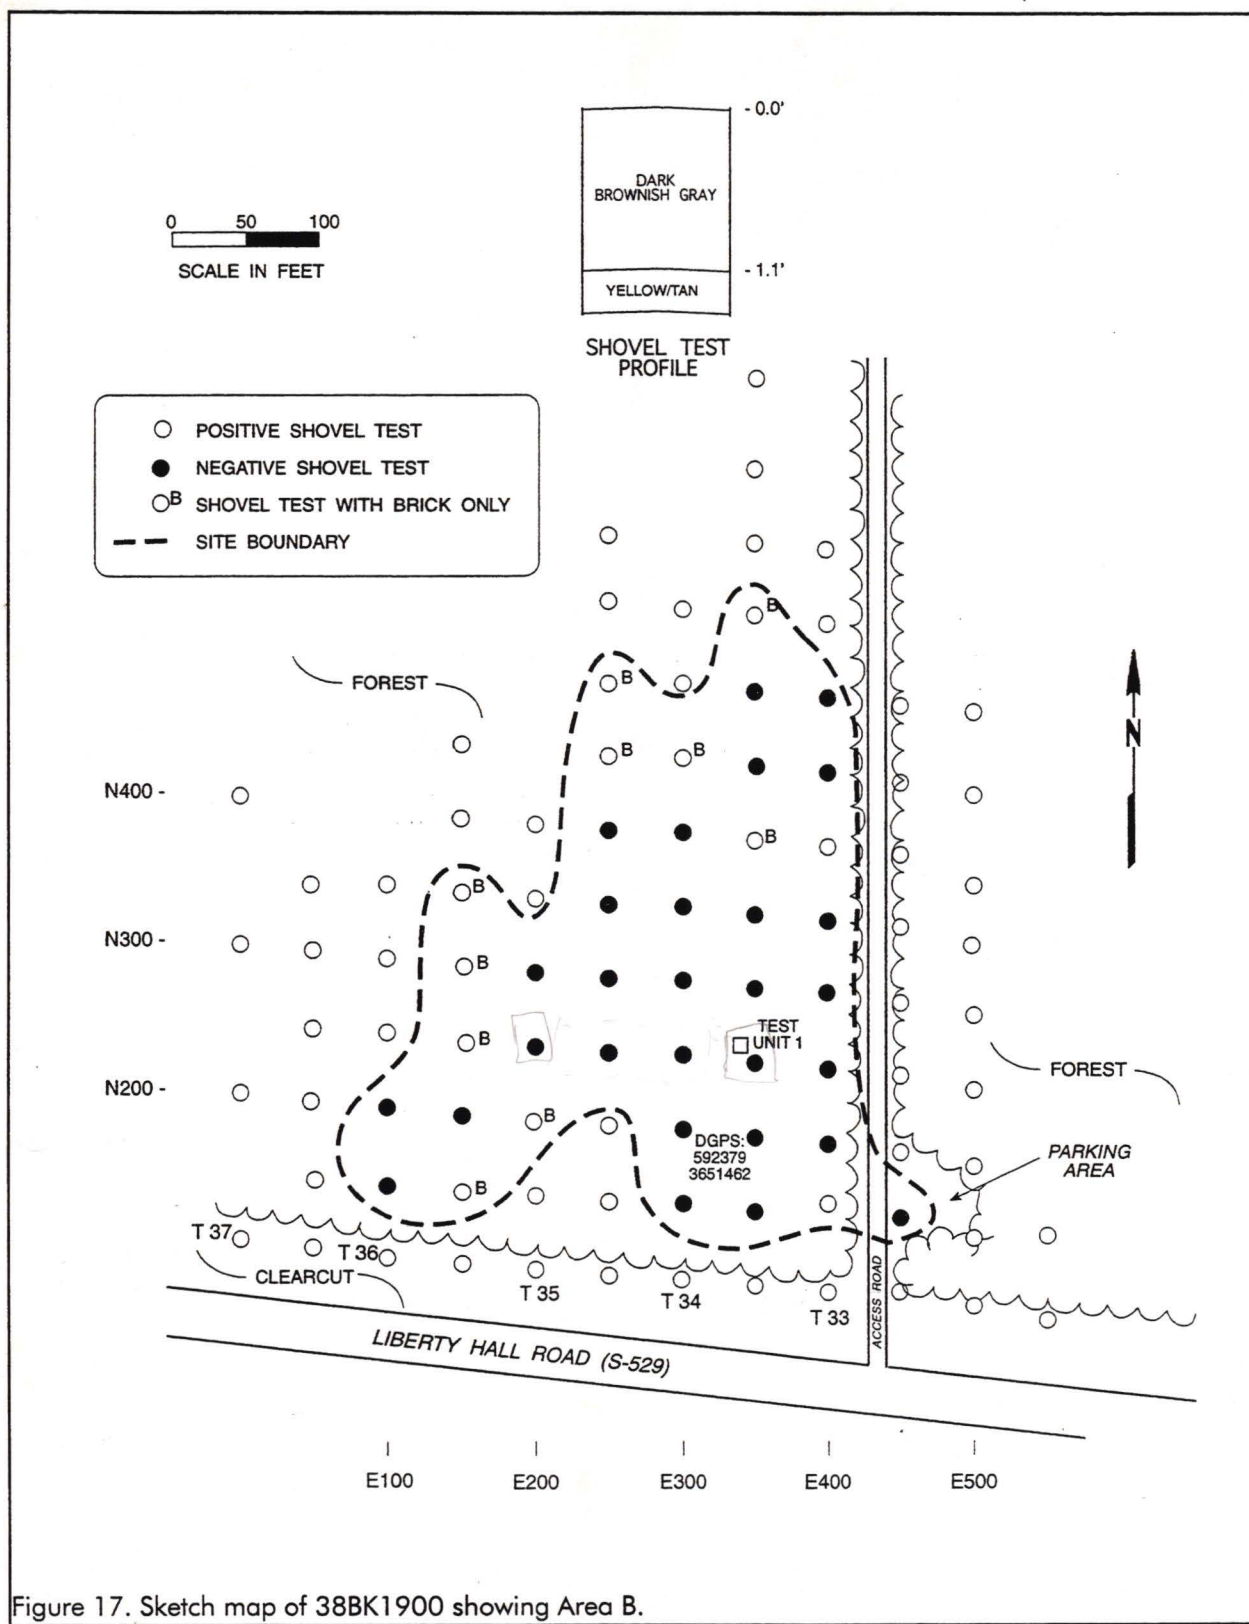 - 0.0'
DARK
BROWNISH GRAY
- 1.1'
YELLOW/TAN
SHOVEL TEST
PROFILE
0 50 100
SCALE IN FEET
POSITIVE SHOVEL TEST
NEGATIVE SHOVEL TEST
B SHOVEL TEST WITH BRICK ONLY
SITE BOUNDARY
B
FOREST
B
B B
N
N400 -
B
B
N300 -
B
B
TEST
UNIT 1
FOREST
N200 -
B
DGPS:
592379
3651462
PARKING
AREA
B
T 37
T 36
CLEARCUT
T 35
T 34
T 33
ACCESS ROAD
LIBERTY HALL ROAD (S-529)
E100 E200 E300 E400 E500
Figure 17. Sketch map of 38BK1900 showing Area B.